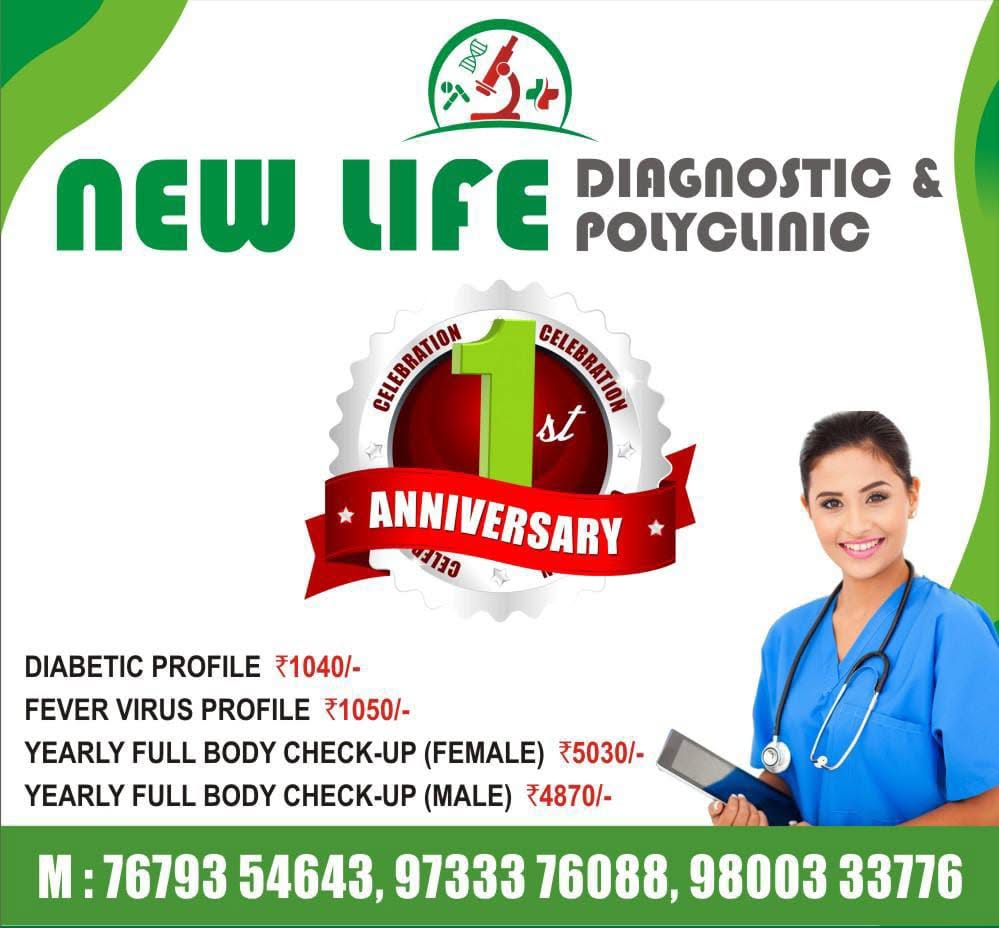 NEW LIFE DIAGNOSTIC &
POLYCLINIC
CELEBRATION CELEBRATION
1st
ANNIVERSARY
DIABETIC PROFILE ₹1040/-
FEVER VIRUS PROFILE ₹1050/-
YEARLY FULL BODY CHECK-UP (FEMALE) ₹5030/-
YEARLY FULL BODY CHECK-UP (MALE) ₹4870/-
M : 76793 54643, 97333 76088, 98003 33776